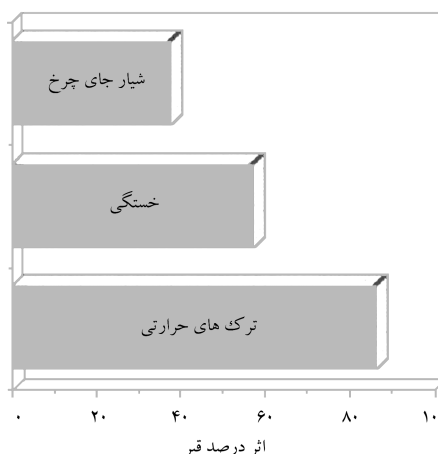 شیار جای چرخ
خستگی
ترک های حرارتی
۰ ۲۰ ۴۰ ۶۰ ۸۰ ۱۰
اثر درصد قیر